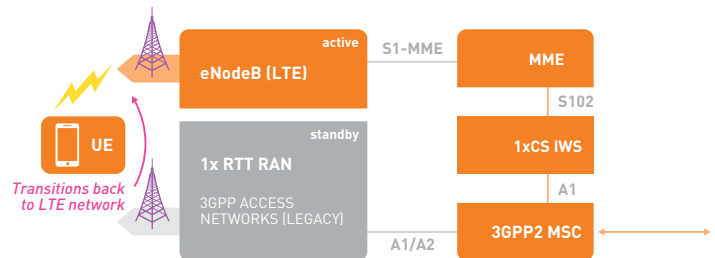 active
eNodeB (LTE)
S1-MME
MME
S102
UE
standby
1x RTT RAN
1xCS IWS
Transitions back
to LTE network
3GPP ACCESS
NETWORKS (LEGACY)
A1
A1/A2
3GPP2 MSC